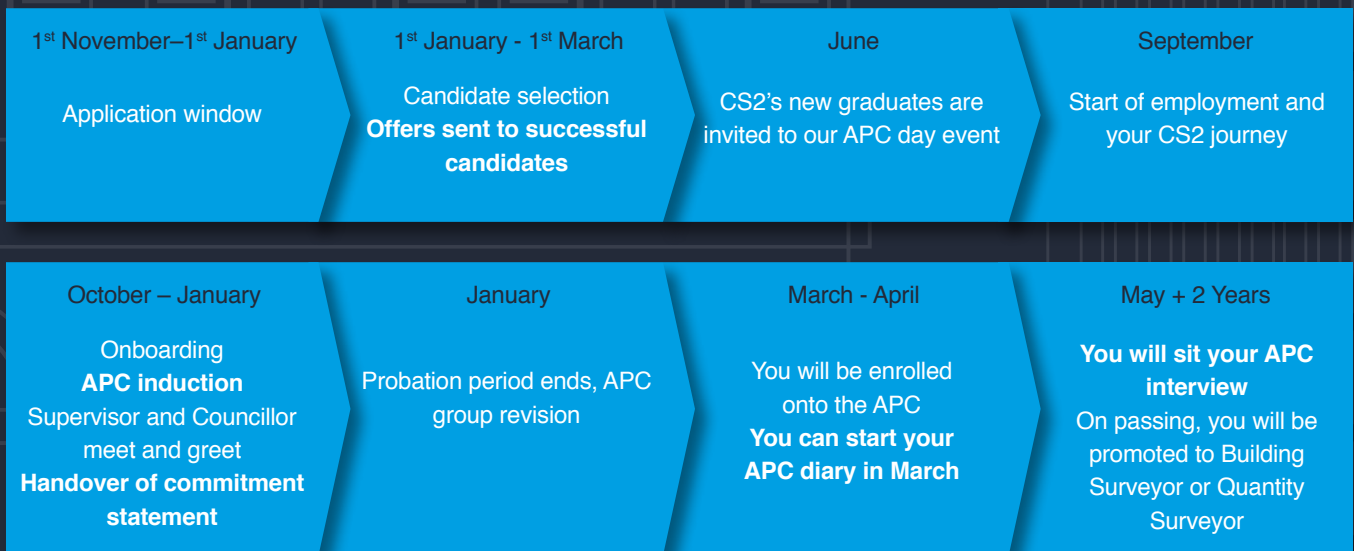 1st November–1st January
Application window
1st January - 1st March
Candidate selection
Offers sent to successful
candidates
June
CS2’s new graduates are
invited to our APC day event
September
Start of employment and
your CS2 journey
October – January
Onboarding
APC induction
Supervisor and Councillor
meet and greet
Handover of commitment
statement
January
Probation period ends, APC
group revision
March - April
You will be enrolled
onto the APC
You can start your
APC diary in March
May + 2 Years
You will sit your APC
interview
On passing, you will be
promoted to Building
Surveyor or Quantity
Surveyor